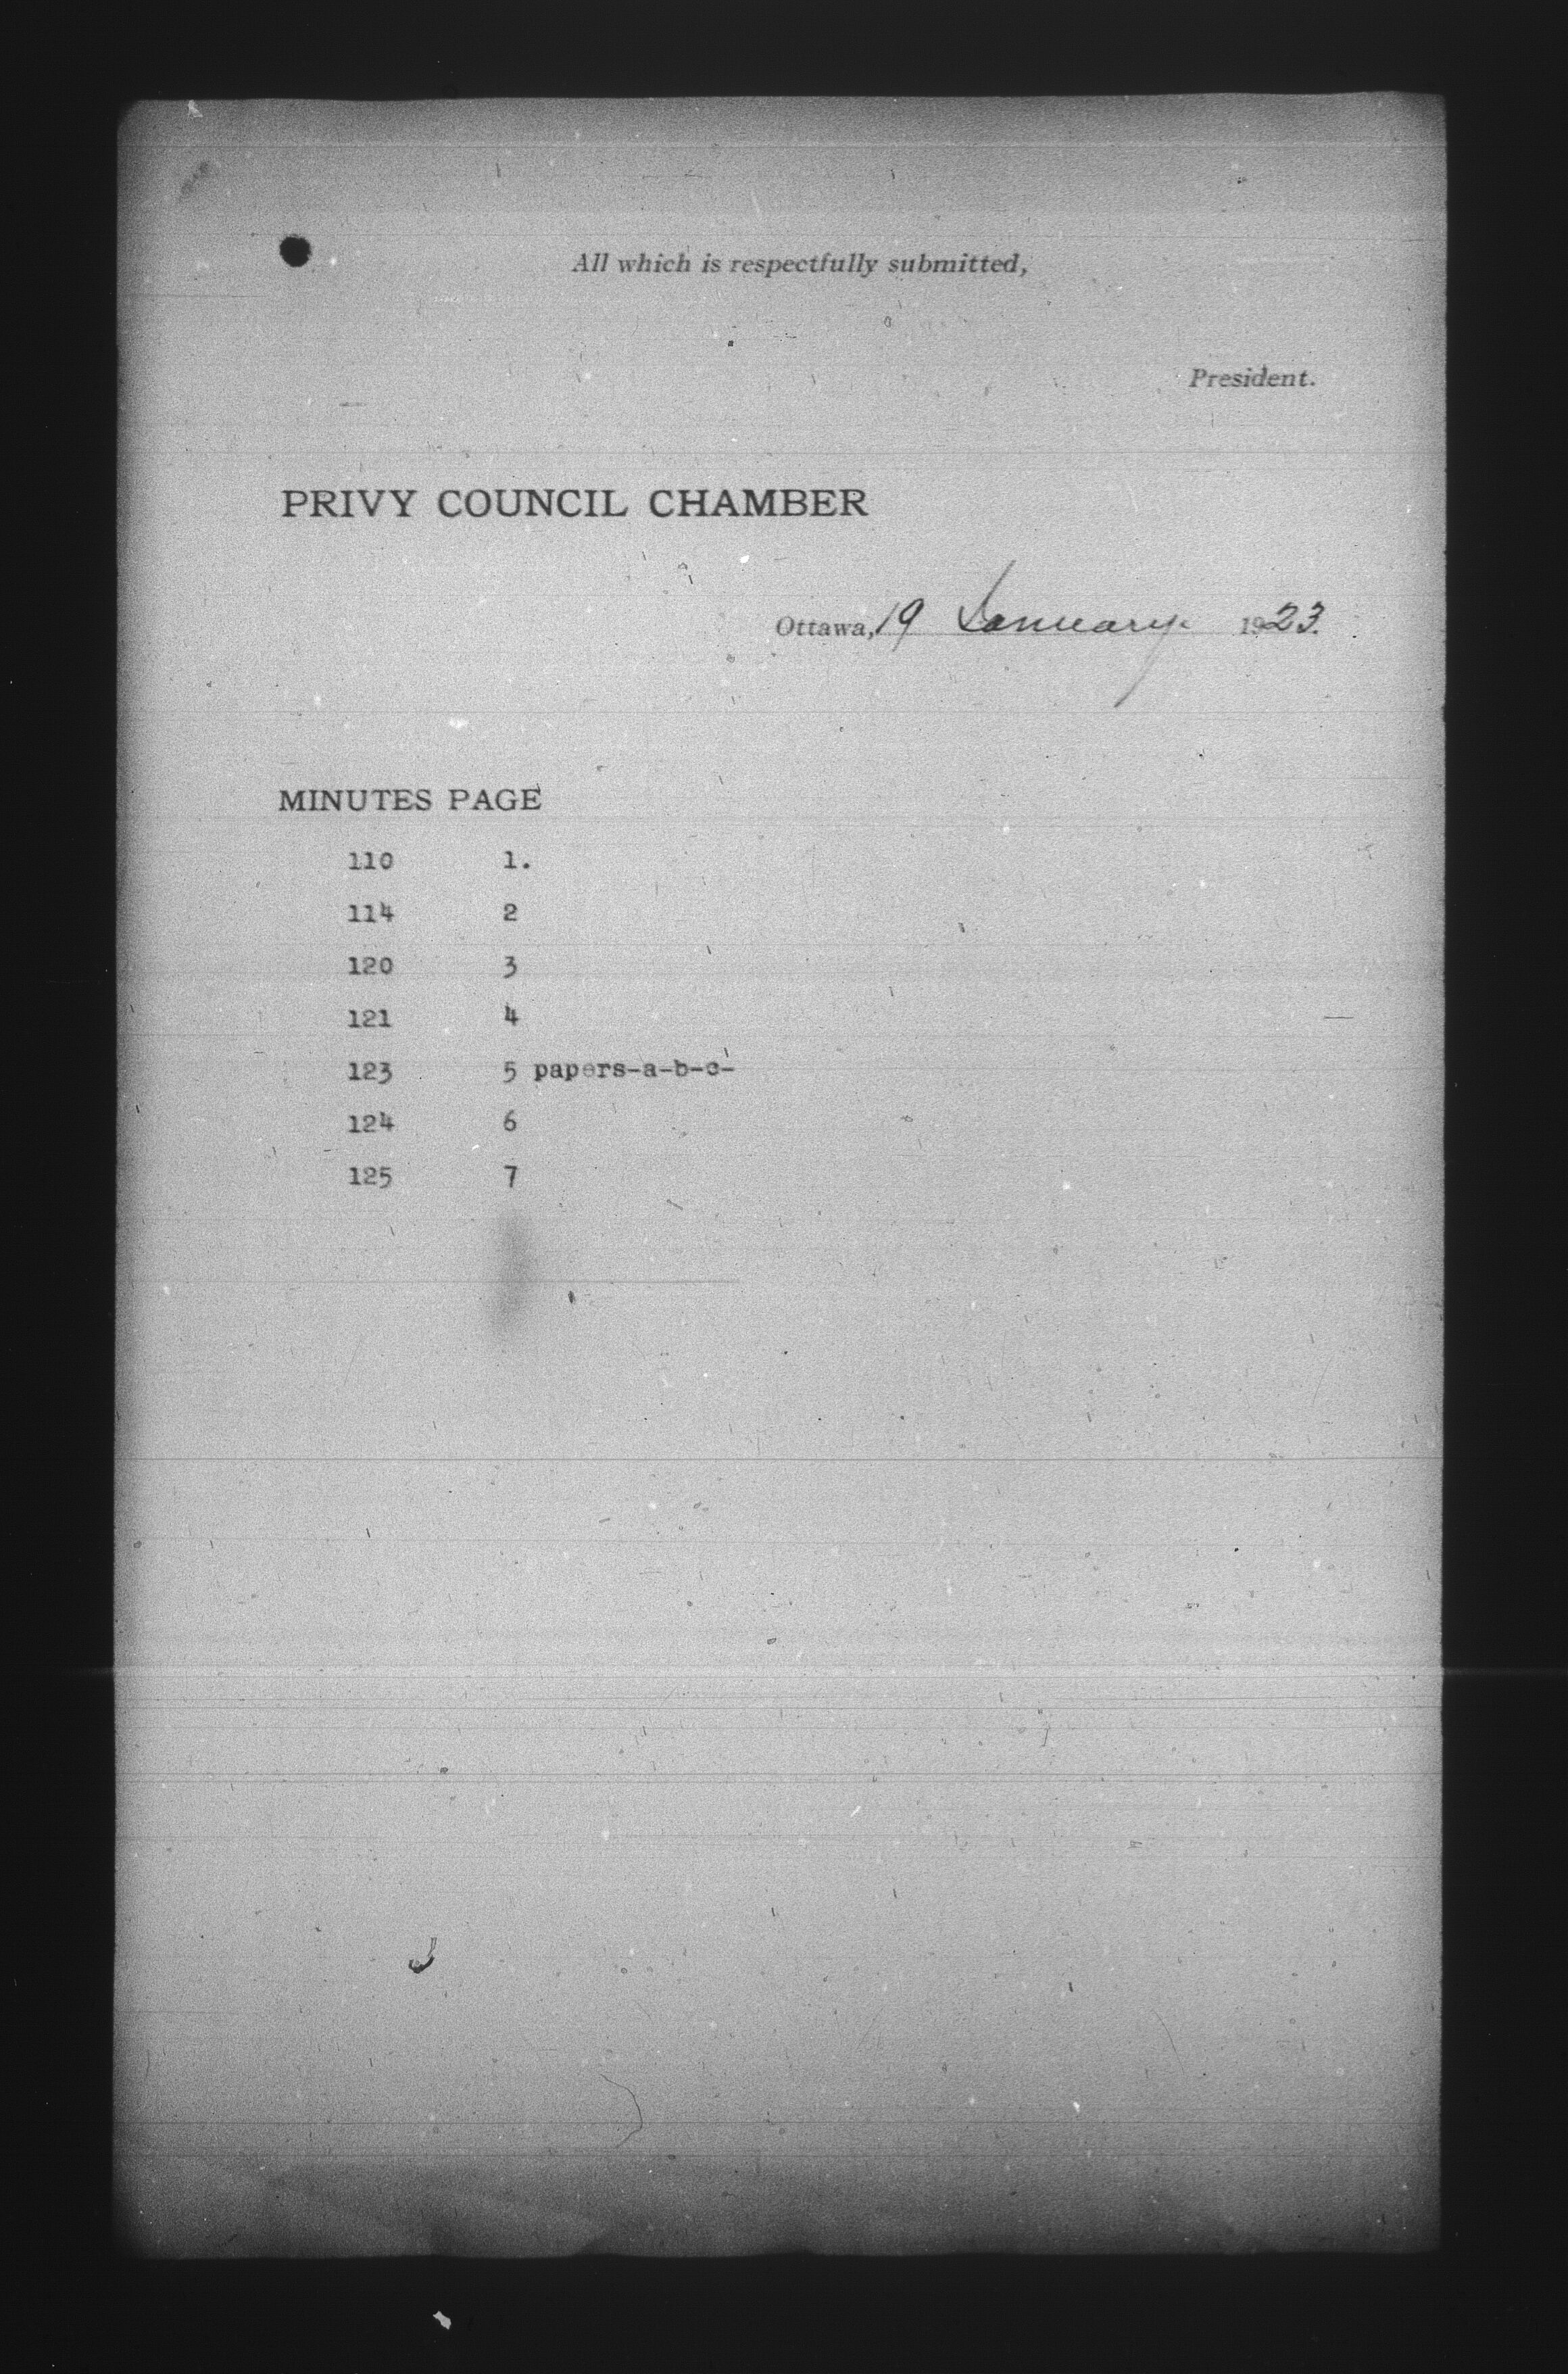 All which is respectfully submitted,
President.
PRIVY COUNCIL CHAMBER
Ottawa, 19 January. 1923.
MINUTES PAGE
110 1.
114 2
120 3
121 4
123 5 papers-a-b-c-
124 6
125 7